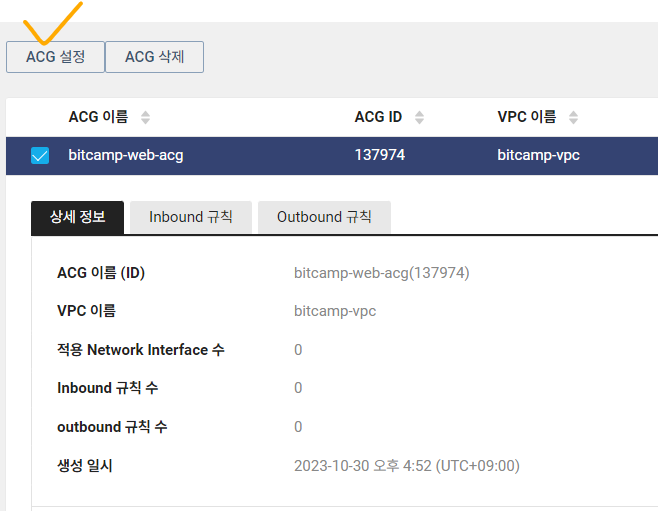 ACG 설정 ACG 삭제
ACG 이름 ACG ID VPC 이름
bitcamp-web-acg 137974 bitcamp-vpc
상세 정보 Inbound 규칙 Outbound 규칙
ACG 이름 (ID) bitcamp-web-acg(137974)
VPC 이름 bitcamp-vpc
적용 Network Interface 수 0
Inbound 규칙 수 0
outbound 규칙 수 0
생성 일시 2023-10-30 오후 4:52 (UTC+09:00)